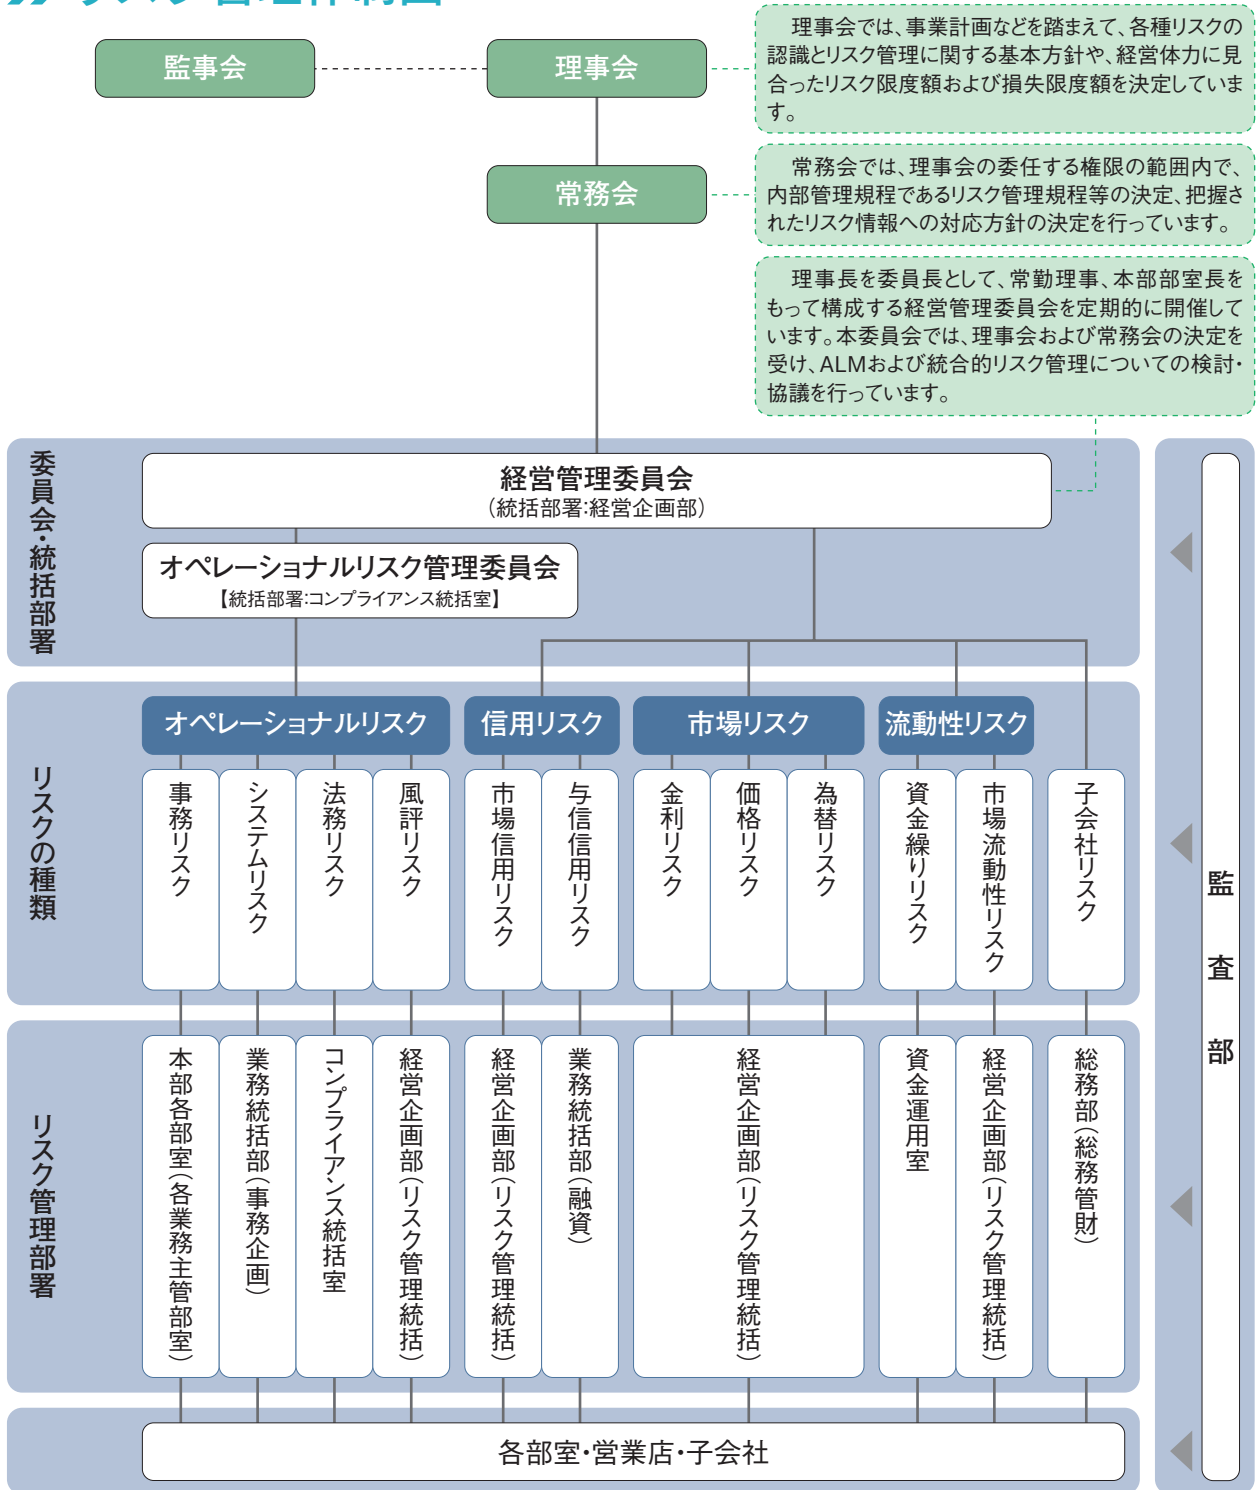 監事会
理事会
理事会では、事業計画などを踏まえて、各種リスクの
認識とリスク管理に関する基本方針や、経営体力に見
合ったリスク限度額および損失限度額を決定していま
す。
常務会
常務会では、理事会の委任する権限の範囲内で、
内部管理規程であるリスク管理規程等の決定、把握さ
れたリスク情報への対応方針の決定を行っています。
理事長を委員長として、常勤理事、本部部室長を
もって構成する経営管理委員会を定期的に開催して
います。本委員会では、理事会および常務会の決定を
受け、ALMおよび統合的リスク管理についての検討・
協議を行っています。
委員会・統括部署
経営管理委員会
（統括部署：経営企画部）
オペレーショナルリスク管理委員会
【統括部署：コンプライアンス統括室】
リスクの種類
オペレーショナルリスク
信用リスク
市場リスク
流動性リスク
事務リスク
システムリスク
法務リスク
風評リスク
市場信用リスク
与信信用リスク
金利リスク
価格リスク
為替リスク
資金繰りリスク
市場流動性リスク
子会社リスク
リスク管理部署
本部各部室（各業務主管部室）
業務統括部（事務企画）
コンプライアンス統括室
経営企画部（リスク管理統括）
経営企画部（リスク管理統括）
業務統括部（融資）
経営企画部（リスク管理統括）
資金運用室
経営企画部（リスク管理統括）
総務部（総務管財）
各部室・営業店・子会社
監査部